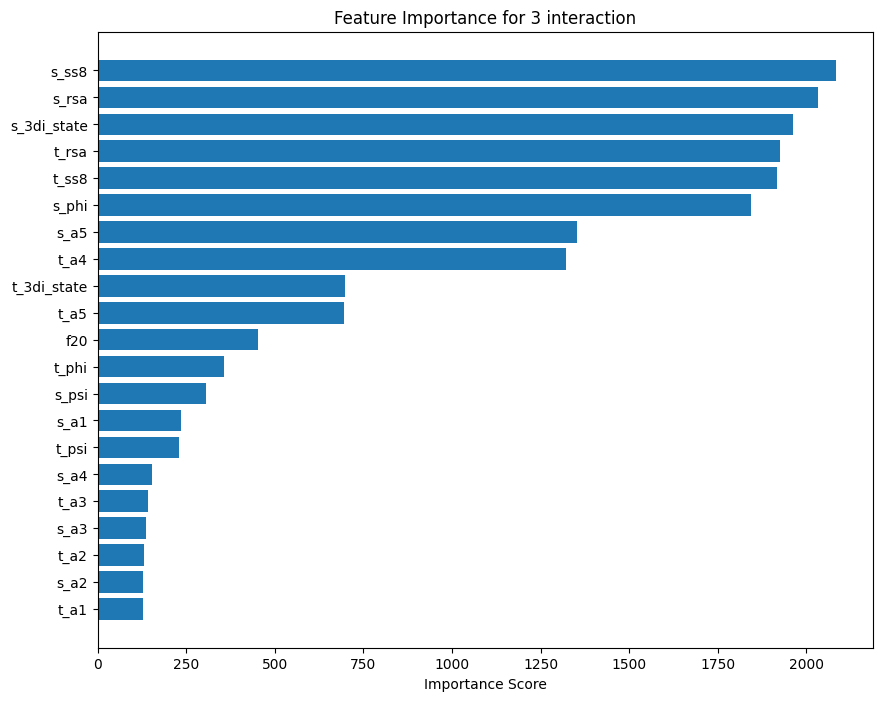 Feature Importance for 3 interaction
s_ss8
s_rsa
s_3di_state
t_rsa
t_ss8
s_phi
s_a5
t_a4
t_3di_state
t_a5
f20
t_phi
s_psi
s_a1
t_psi
s_a4
t_a3
s_a3
t_a2
s_a2
t_a1
0 250 500 750 1000 1250 1500 1750 2000
Importance Score